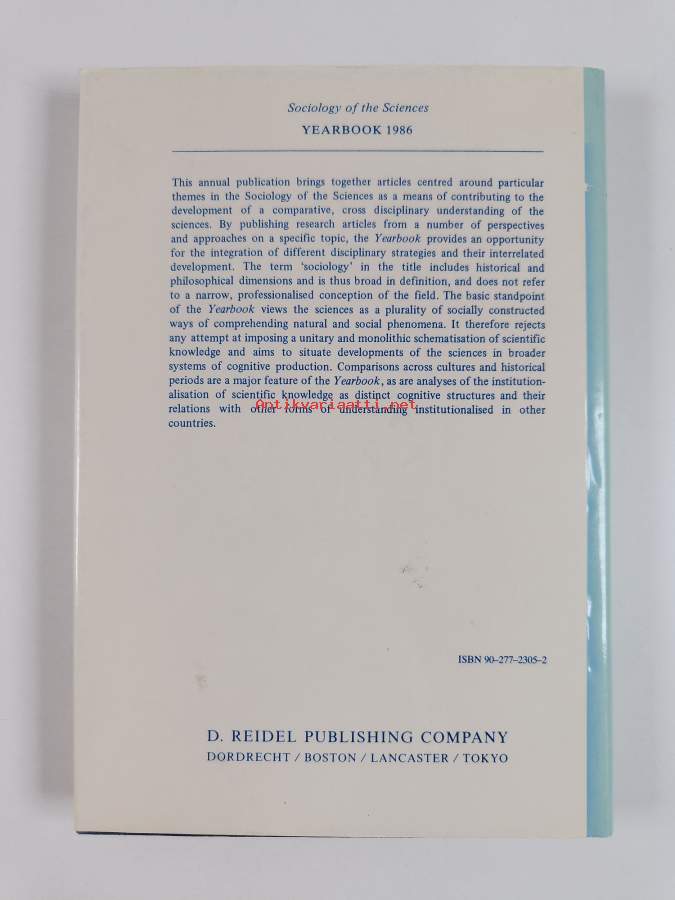 Sociology of the Sciences
YEARBOOK 1986
This annual publication brings together articles centred around particular
themes in the Sociology of the Sciences as a means of contributing to the
development of a comparative, cross disciplinary understanding of the
sciences. By publishing research articles from a number of perspectives
and approaches on a specific topic, the Yearbook provides an opportunity
for the integration of different disciplinary strategies and their interrelated
development. The term ‘sociology’ in the title includes historical and
philosophical dimensions and is thus broad in definition, and does not refer
to a narrow, professionalised conception of the field. The basic standpoint
of the Yearbook views the sciences as a plurality of socially constructed
ways of comprehending natural and social phenomena. It therefore rejects
any attempt at imposing a unitary and monolithic schematisation of scientific
knowledge and aims to situate developments of the sciences in broader
systems of cognitive production. Comparisons across cultures and historical
periods are a major feature of the Yearbook, as are analyses of the institution-
alisation of scientific knowledge as distinct cognitive structures and their
relations with other forms of understanding institutionalised in other
Antikvariaatti.net
countries.
ISBN 90–277–2305–2
D. REIDEL PUBLISHING COMPANY
DORDRECHT / BOSTON / LANCASTER / TOKYO